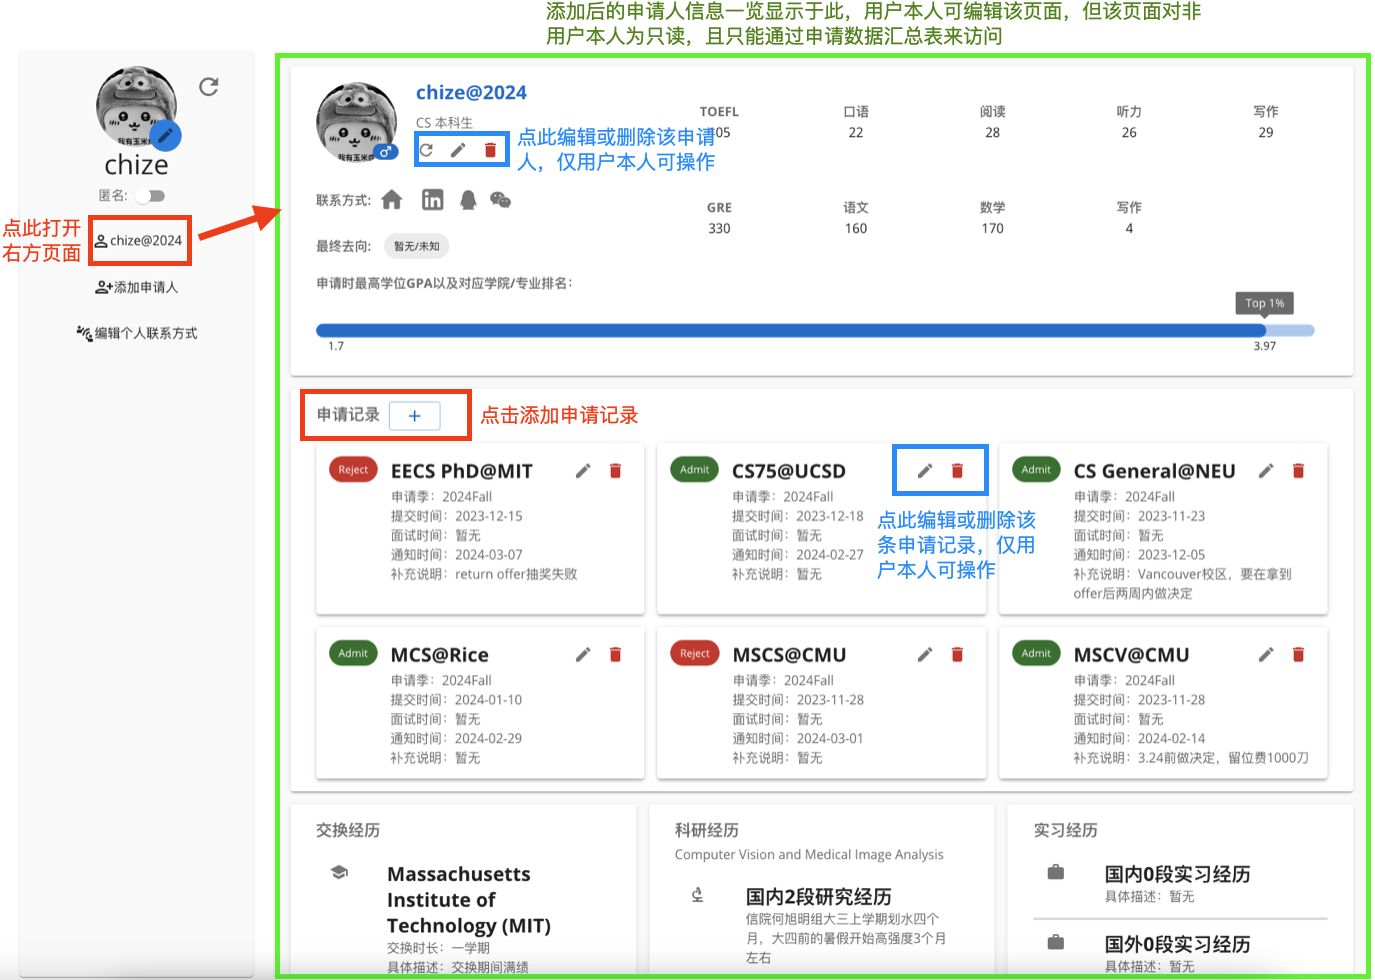 添加后的申请人信息一览显示于此，用户本人可编辑该页面，但该页面对非
用户本人为只读，且只能通过申请数据汇总表来访问
chize
匿名:
点此打开
右方页面
chize@2024
添加申请人
编辑个人联系方式
chize@2024
CS 本科生
点此编辑或删除该申请
人，仅用户本人可操作
TOEFL 口语 阅读 听力 写作
105 22 28 26 29
联系方式:
GRE 语文 数学 写作
330 160 170 4
最终去向: 暂无/未知
申请时最高学位GPA以及对应学院/专业排名:
Top 1%
1.7 3.97
申请记录 +
点击添加申请记录
Reject EECS PhD@MIT
申请季: 2024Fall
提交时间: 2023-12-15
面试时间: 暂无
通知时间: 2024-03-07
补充说明: return offer抽奖失败
Admit CS75@UCSD
申请季: 2024Fall
提交时间: 2023-12-18
面试时间: 暂无
通知时间: 2024-02-27
补充说明: 暂无
点此编辑或删除该
条申请记录，仅用
户本人可操作
Admit CS General@NEU
申请季: 2024Fall
提交时间: 2023-11-23
面试时间: 暂无
通知时间: 2023-12-05
补充说明: Vancouver校区，要在拿到
offer后两周内做决定
Admit MCS@Rice
申请季: 2024Fall
提交时间: 2024-01-10
面试时间: 暂无
通知时间: 2024-02-29
补充说明: 暂无
Reject MSCS@CMU
申请季: 2024Fall
提交时间: 2023-11-28
面试时间: 暂无
通知时间: 2024-03-01
补充说明: 暂无
Admit MSCV@CMU
申请季: 2024Fall
提交时间: 2023-11-28
面试时间: 暂无
通知时间: 2024-02-14
补充说明: 3.24前做决定，留位费1000刀
交换经历
Massachusetts
Institute of
Technology (MIT)
交换时长: 一学期
具体描述: 交换期间满绩
科研经历
Computer Vision and Medical Image Analysis
国内2段研究经历
信院何旭明组大三上学期划水四个
月，大四前的暑假开始高强度3个月
左右
实习经历
国内0段实习经历
具体描述: 暂无
国外0段实习经历
具体描述: 暂无